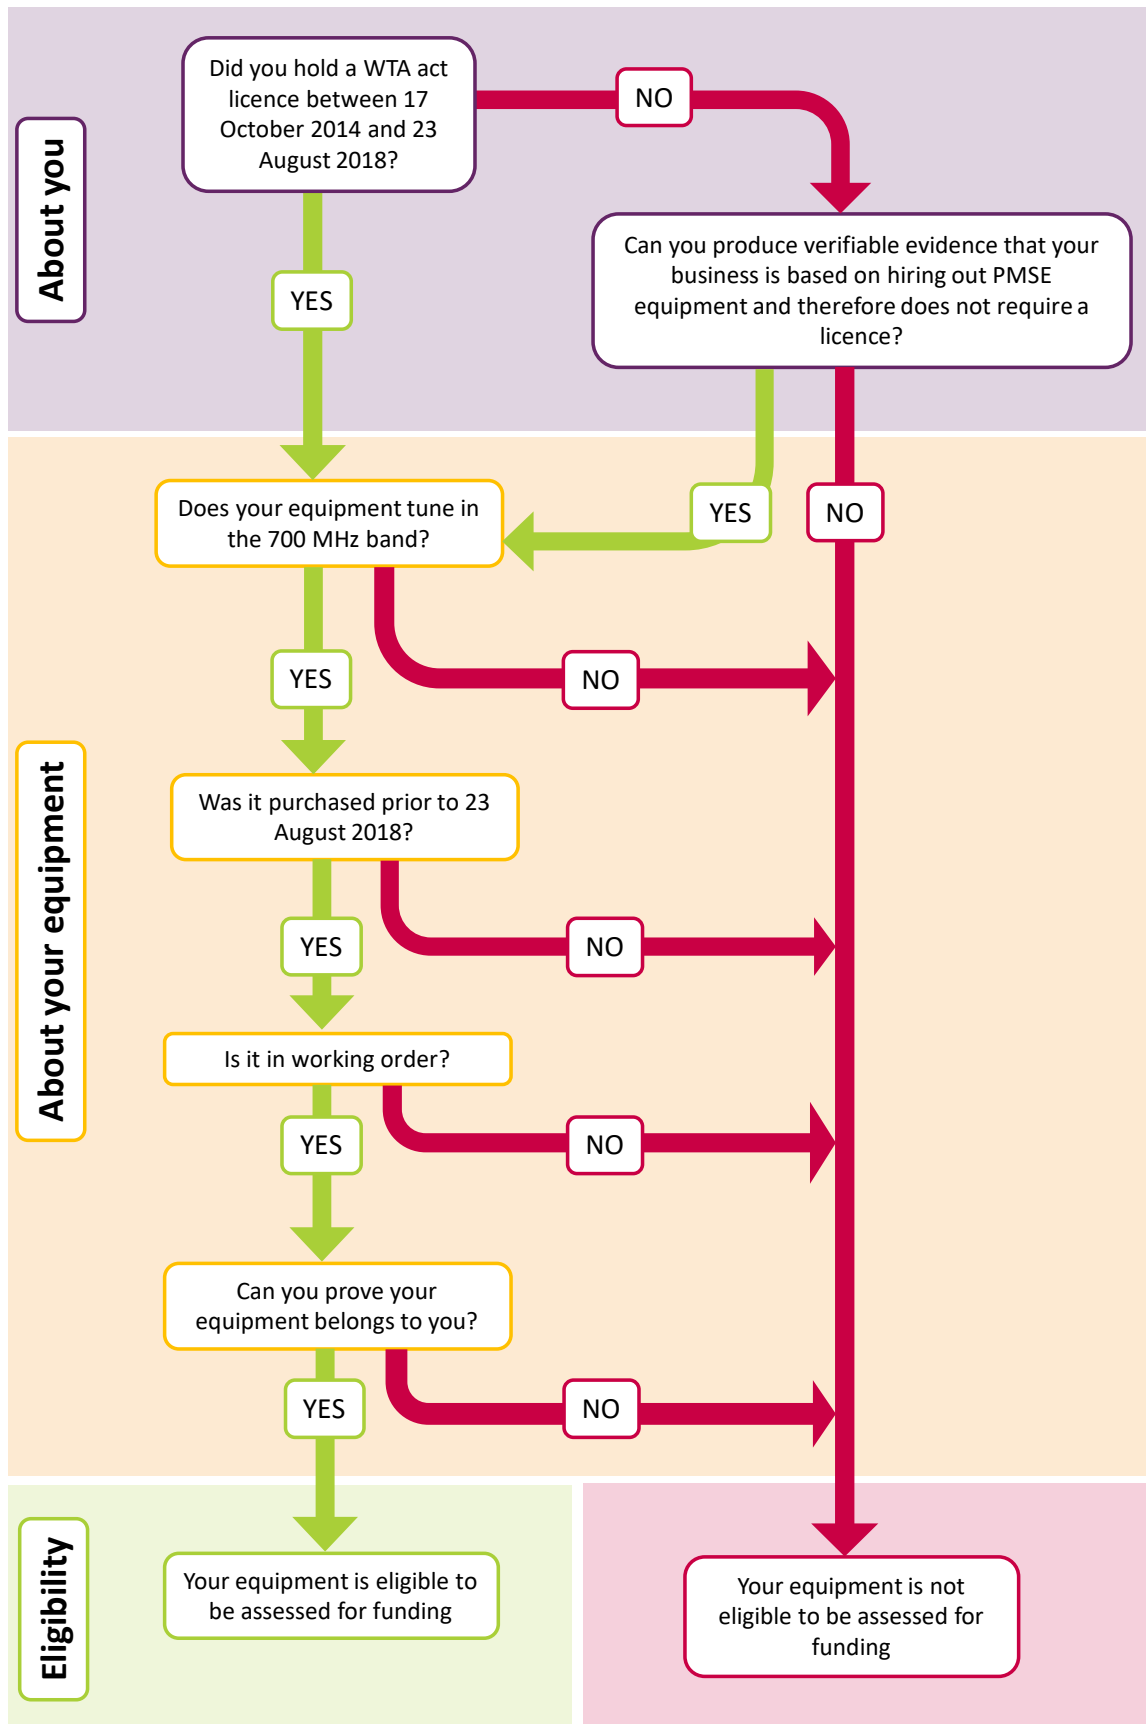 About you
Did you hold a WTA act
licence between 17
October 2014 and 23
August 2018?
NO
YES
Can you produce verifiable evidence that your
business is based on hiring out PMSE
equipment and therefore does not require a
licence?
YES
NO
About your equipment
Does your equipment tune in
the 700 MHz band?
YES
NO
Was it purchased prior to 23
August 2018?
YES
NO
Is it in working order?
YES
NO
Can you prove your
equipment belongs to you?
YES
NO
Eligibility
Your equipment is eligible to
be assessed for funding
Your equipment is not
eligible to be assessed for
funding